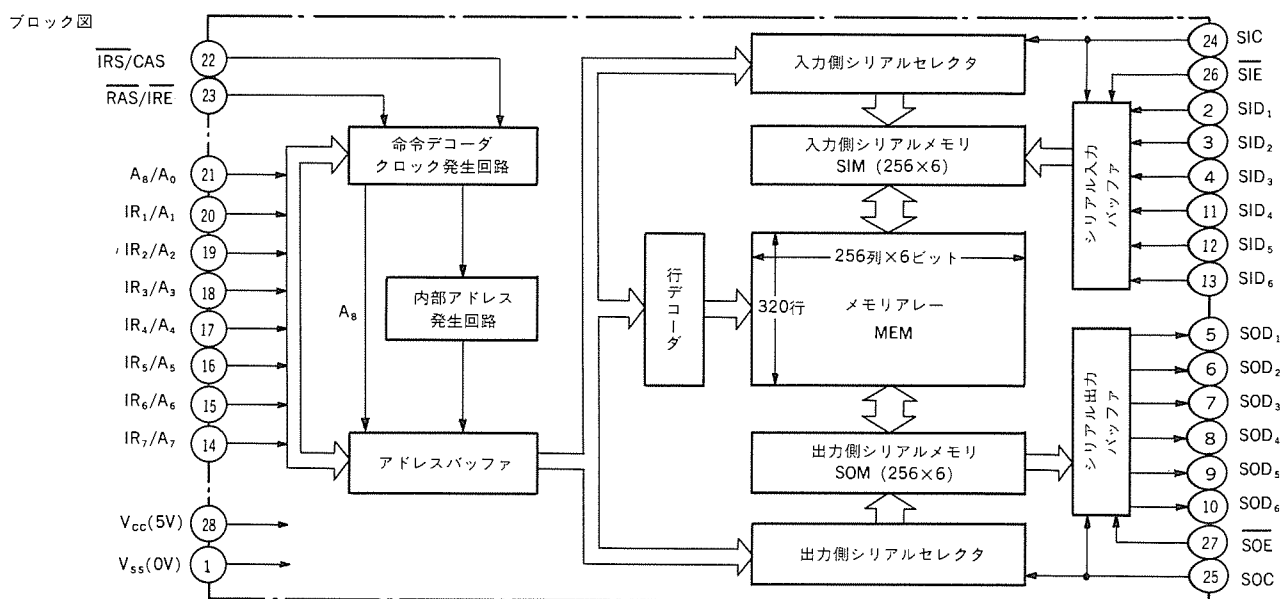 ブロック図
IRS/CAS
22
RAS/IRE
23
A8/A0
21
IR1/A1
20
IR2/A2
19
IR3/A3
18
IR4/A4
17
IR5/A5
16
IR6/A6
15
IR7/A7
14
VCC(5V)
28
VSS(0V)
1
命令デコーダ
クロック発生回路
A8
内部アドレス
発生回路
アドレスバッファ
行デコーダ
入力側シリアルセレクタ
入力側シリアルメモリ
SIM (256×6)
256列×6ビット
320行
メモリアレー
MEM
出力側シリアルメモリ
SOM (256×6)
出力側シリアルセレクタ
シリアル入力
バッファ
シリアル出力
バッファ
24
SIC
26
SIE
2
SID1
3
SID2
4
SID3
11
SID4
12
SID5
13
SID6
5
SOD1
6
SOD2
7
SOD3
8
SOD4
9
SOD5
10
SOD6
27
SOE
25
SOC